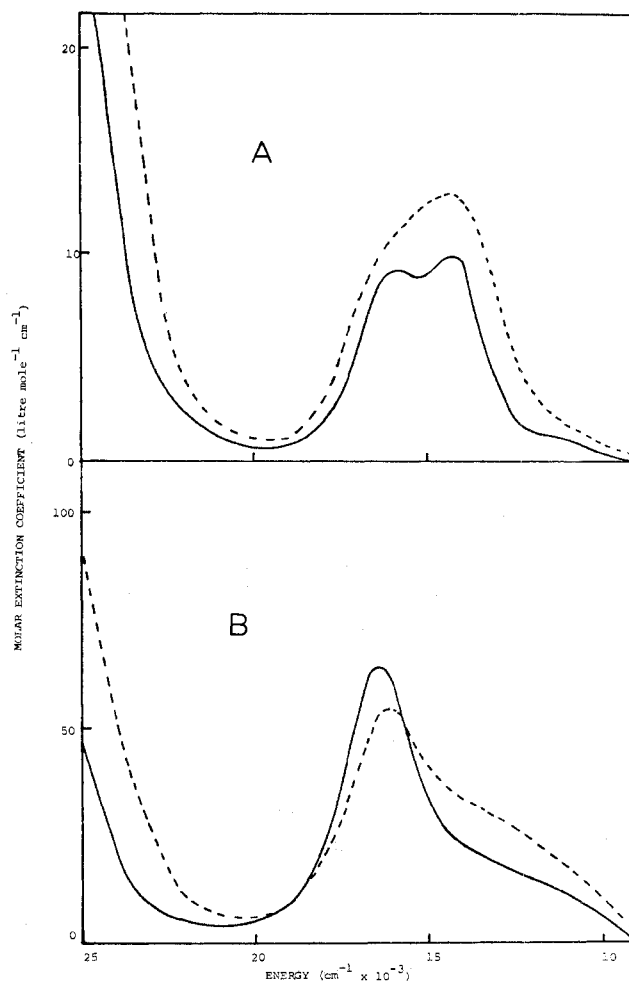 20
A
10
0
MOLAR EXTINCTION COEFFICIENT (litre mole⁻¹ cm⁻¹)
100
B
50
0
25
20
15
10
ENERGY (cm⁻¹ x 10⁻³)